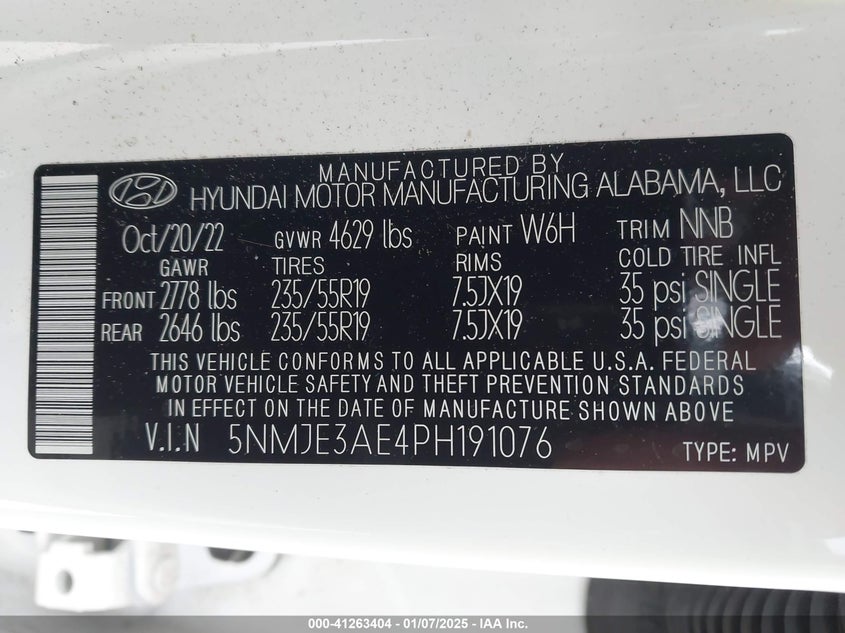 MANUFACTURED BY
HYUNDAI MOTOR MANUFACTURING ALABAMA, LLC
Oct/20/22 GVWR 4629 lbs PAINT W6H TRIM NNB
GAWR TIRES RIMS COLD TIRE INFL
FRONT 2778 lbs 235/55R19 7.5JX19 35 psi SINGLE
REAR 2646 lbs 235/55R19 7.5JX19 35 psi SINGLE
THIS VEHICLE CONFORMS TO ALL APPLICABLE U.S.A. FEDERAL
MOTOR VEHICLE SAFETY AND THEFT PREVENTION STANDARDS
IN EFFECT ON THE DATE OF MANUFACTURE SHOWN ABOVE
V.I.N 5NMJE3AE4PH191076 TYPE: MPV
000-41263404 - 01/07/2025 - IAA Inc.